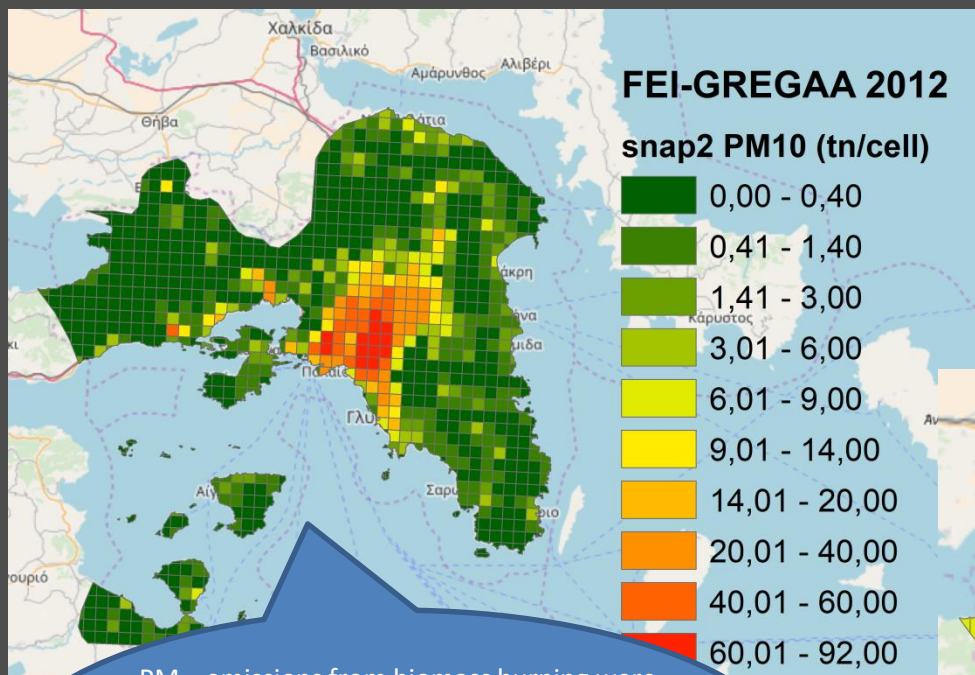 Χαλκίδα
Βασιλικό
Αμάρυνθος
Αλιβέρι
Θήβα
FEI-GREGAA 2012
snap2 PM10 (tn/cell)
0,00 - 0,40
0,41 - 1,40
1,41 - 3,00
3,01 - 6,00
6,01 - 9,00
9,01 - 14,00
14,01 - 20,00
20,01 - 40,00
40,01 - 60,00
60,01 - 92,00
Κάρυστος